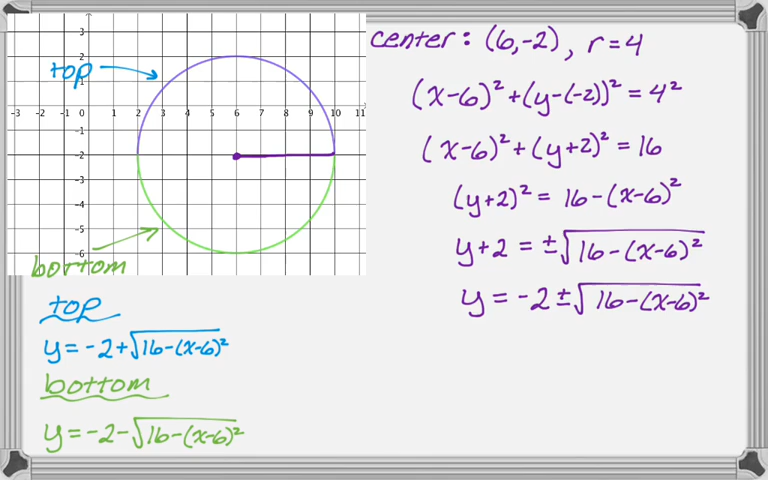 center: (6,-2), r=4
(x-6)²+(y-(-2))²=4²
(x-6)²+(y+2)²=16
(y+2)²=16-(x-6)²
y+2=±√16-(x-6)²
y=-2±√16-(x-6)²
3
2
top
1
-3 -2 -1 0 1 2 3 4 5 6 7 8 9 10 11
-1
-2
-3
-4
-5
-6
bottom
top
y=-2+√16-(x-6)²
bottom
y=-2-√16-(x-6)²